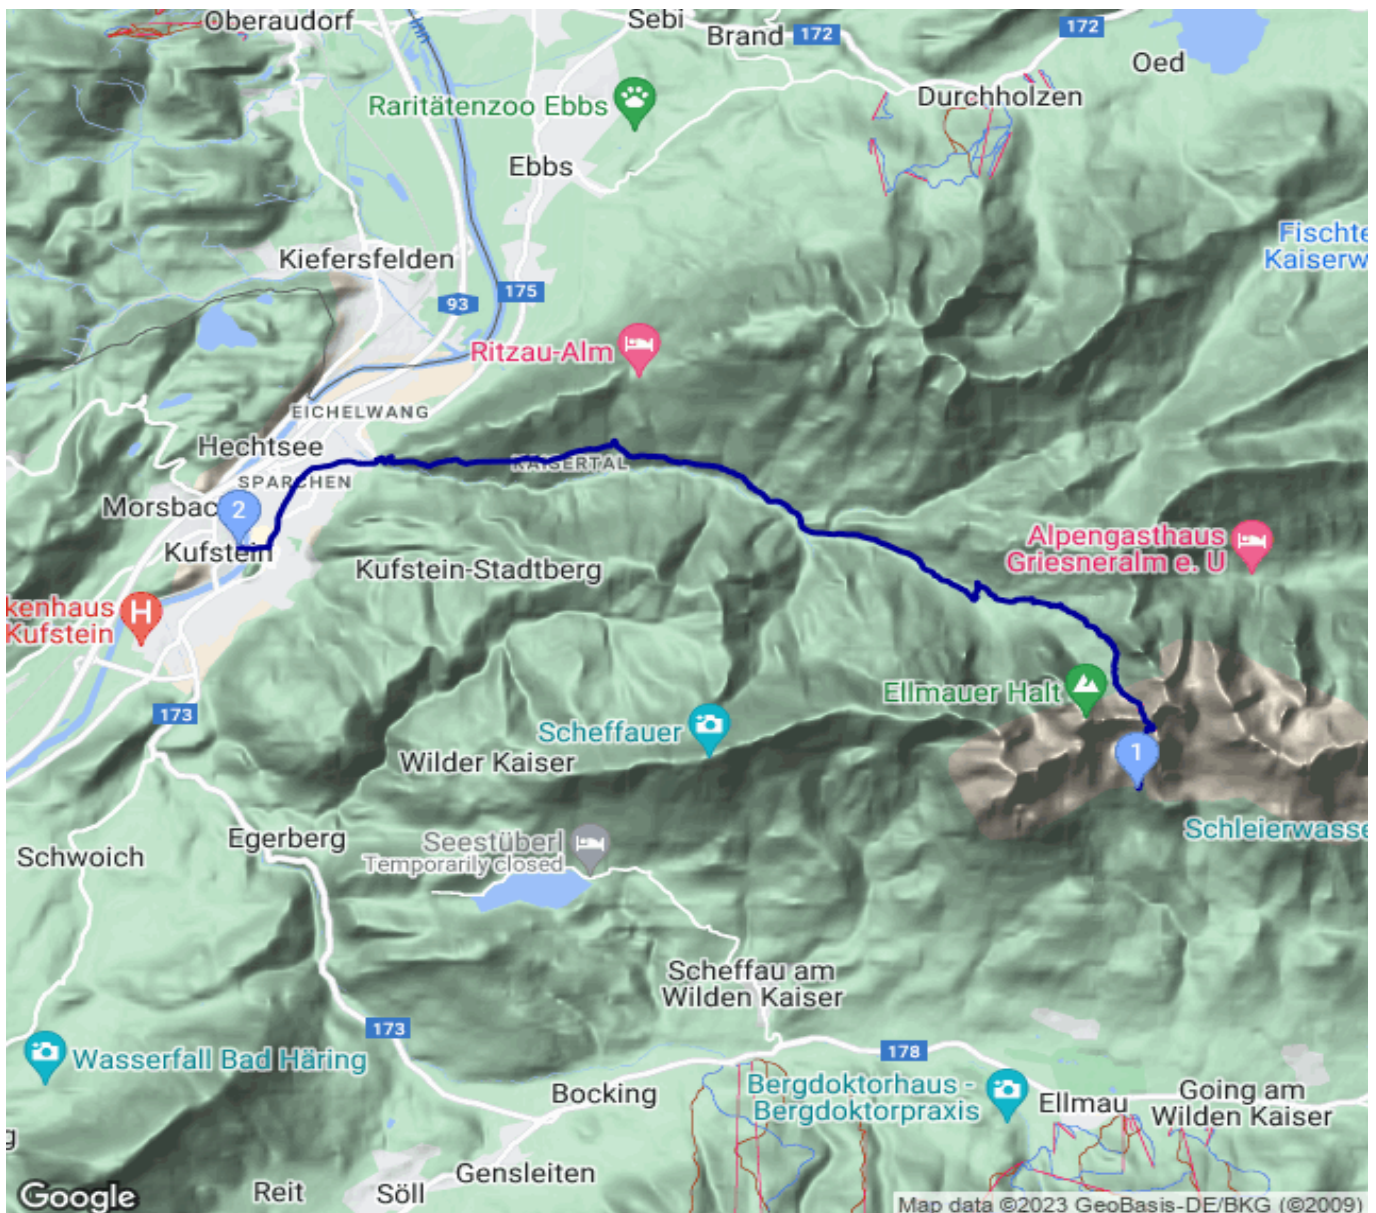 Oberaudorf
Inn
Sebi
Brand
172
172
Oed
Raritätenzoo Ebbs
Durchholzen
Ebbs
Fischte
Kaiserw
Kiefersfelden
93
175
Ritzau-Alm
EICHELWANG
Hechtsee
KAISERTAL
SPARCHEN
Morsbac
2
Kufstein
Alpengasthaus
Griesneralm e. U
Kufstein-Stadtberg
kenhaus
Kufstein
H
Ellmauer Halt
173
Scheffauer
1
Wilder Kaiser
Schleierwasse
Egerberg
Seestüberl
Temporarily closed
Schwoich
Scheffau am
Wilden Kaiser
173
178
Wasserfall Bad Häring
Bergdoktorhaus -
Bergdoktorpraxis
Bocking
Ellmau
Going am
Wilden Kaiser
g
Gensleiten
Reit
Söll
Google
Map data ©2023 GeoBasis-DE/BKG (©2009)